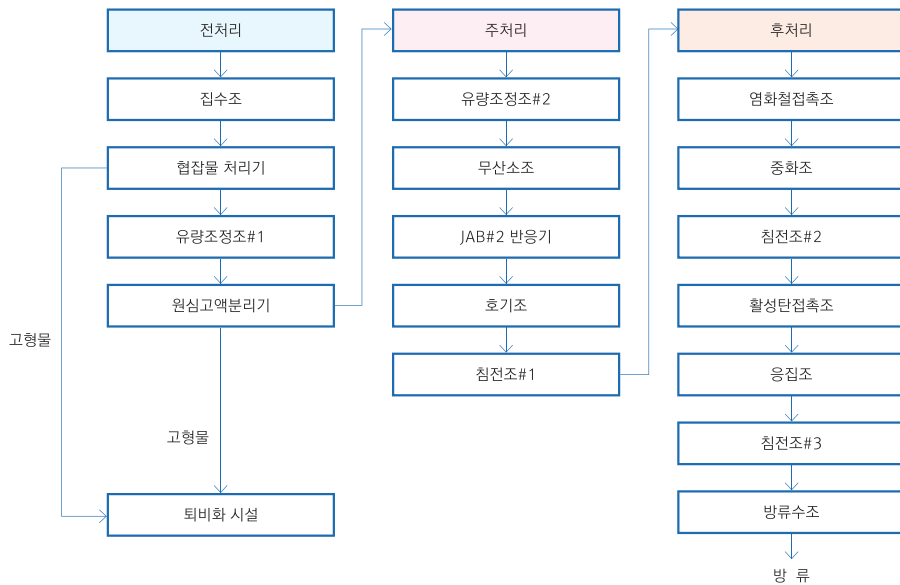 전처리
집수조
협잡물 처리기
유량조정조#1
원심고액분리기
고형물
고형물
퇴비화 시설
주처리
유량조정조#2
무산소조
JAB#2 반응기
호기조
침전조#1
후처리
염화철접촉조
중화조
침전조#2
활성탄접촉조
응집조
침전조#3
방류수조
방 류